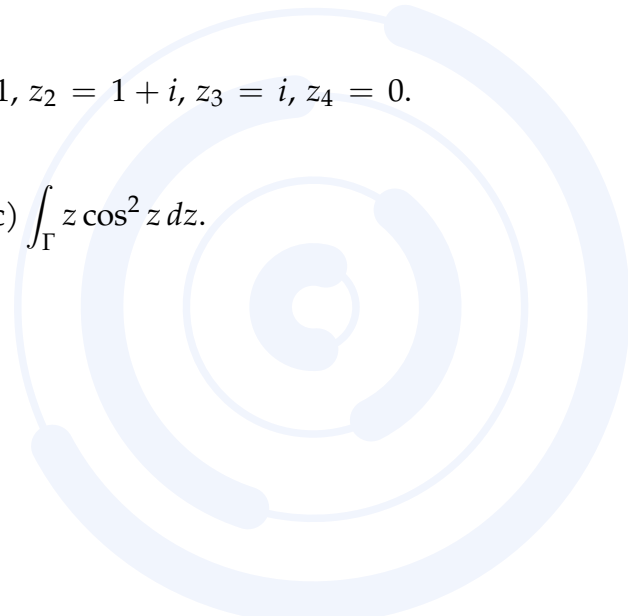 1, z₂ = 1 + i, z₃ = i, z₄ = 0.
c) ∫_Γ z cos² z dz.